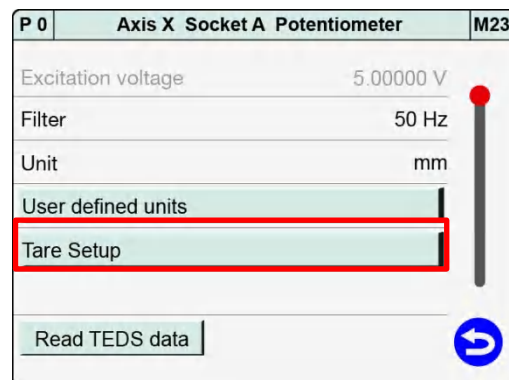 P 0 Axis X Socket A Potentiometer M23
Excitation voltage 5.00000 V
Filter 50 Hz
Unit mm
User defined units
Tare Setup
Read TEDS data